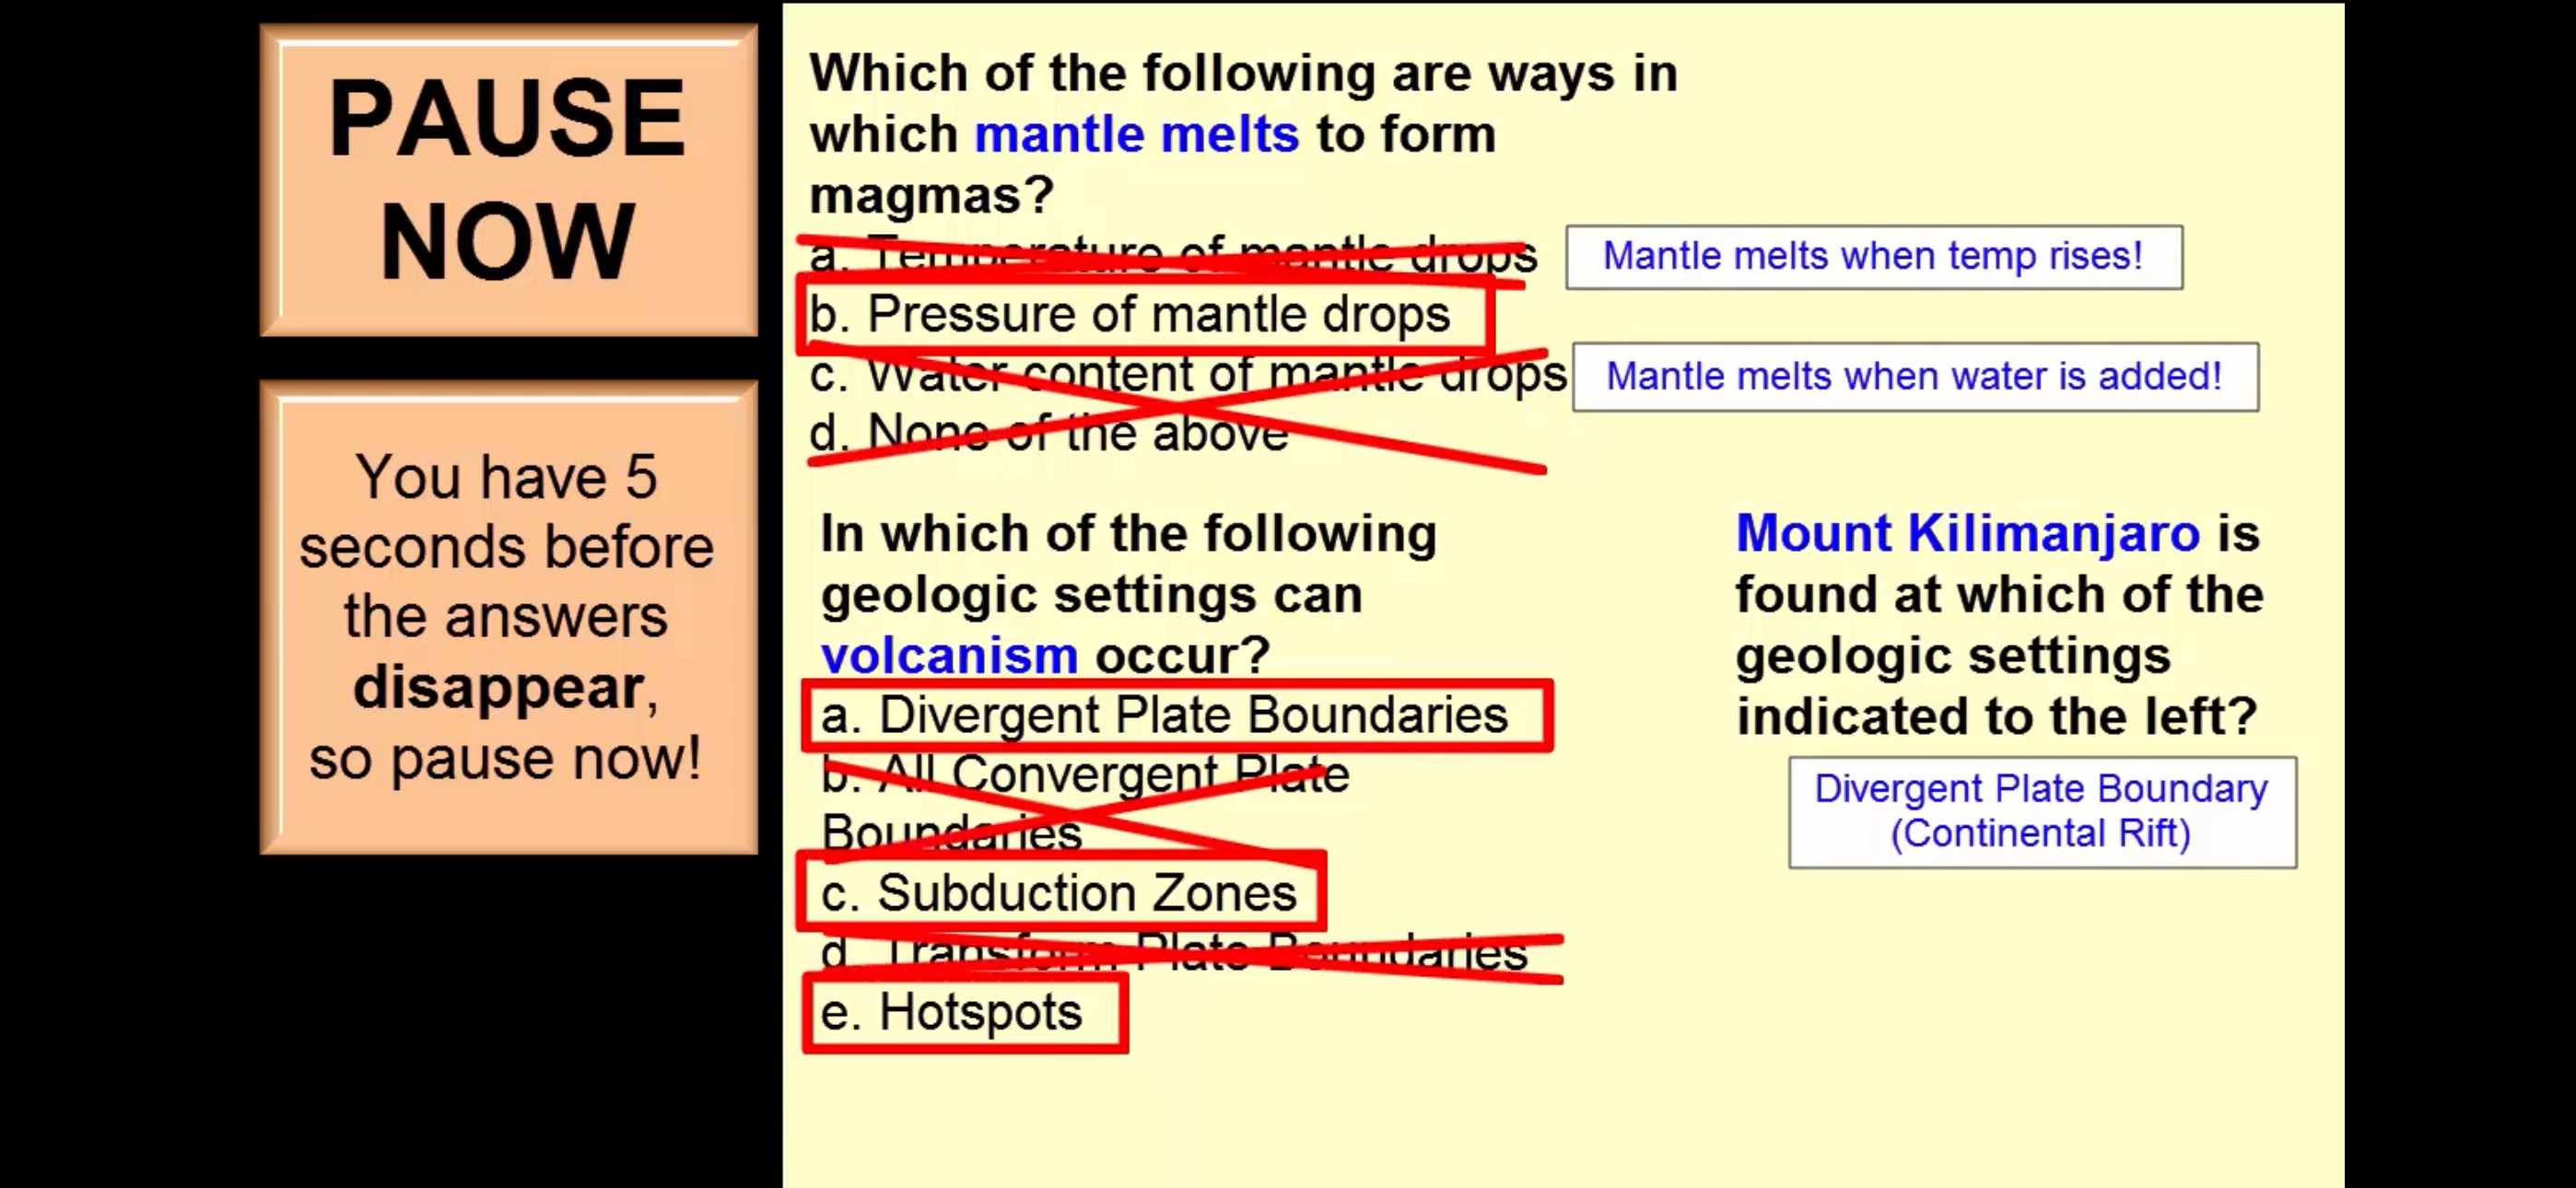 PAUSE
NOW
You have 5
seconds before
the answers
disappear,
so pause now!
Which of the following are ways in
which mantle melts to form
magmas?
a. Temperature of mantle drops
Mantle melts when temp rises!
b. Pressure of mantle drops
c. Water content of mantle drops
Mantle melts when water is added!
d. None of the above
In which of the following
geologic settings can
volcanism occur?
a. Divergent Plate Boundaries
b. All Convergent Plate
Boundaries
c. Subduction Zones
d. Transform Plate Boundaries
e. Hotspots
Mount Kilimanjaro is
found at which of the
geologic settings
indicated to the left?
Divergent Plate Boundary
(Continental Rift)